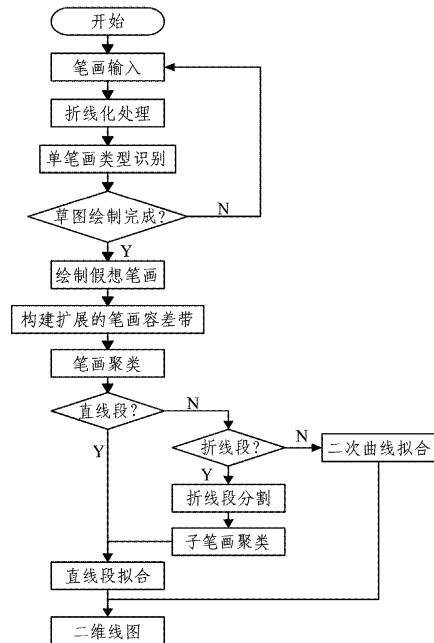 开始
笔画输入
折线化处理
单笔画类型识别
草图绘制完成?
N
Y
绘制假想笔画
构建扩展的笔画容差带
笔画聚类
直线段?
N
Y
折线段?
N
Y
二次曲线拟合
折线段分割
子笔画聚类
直线段拟合
二维线图